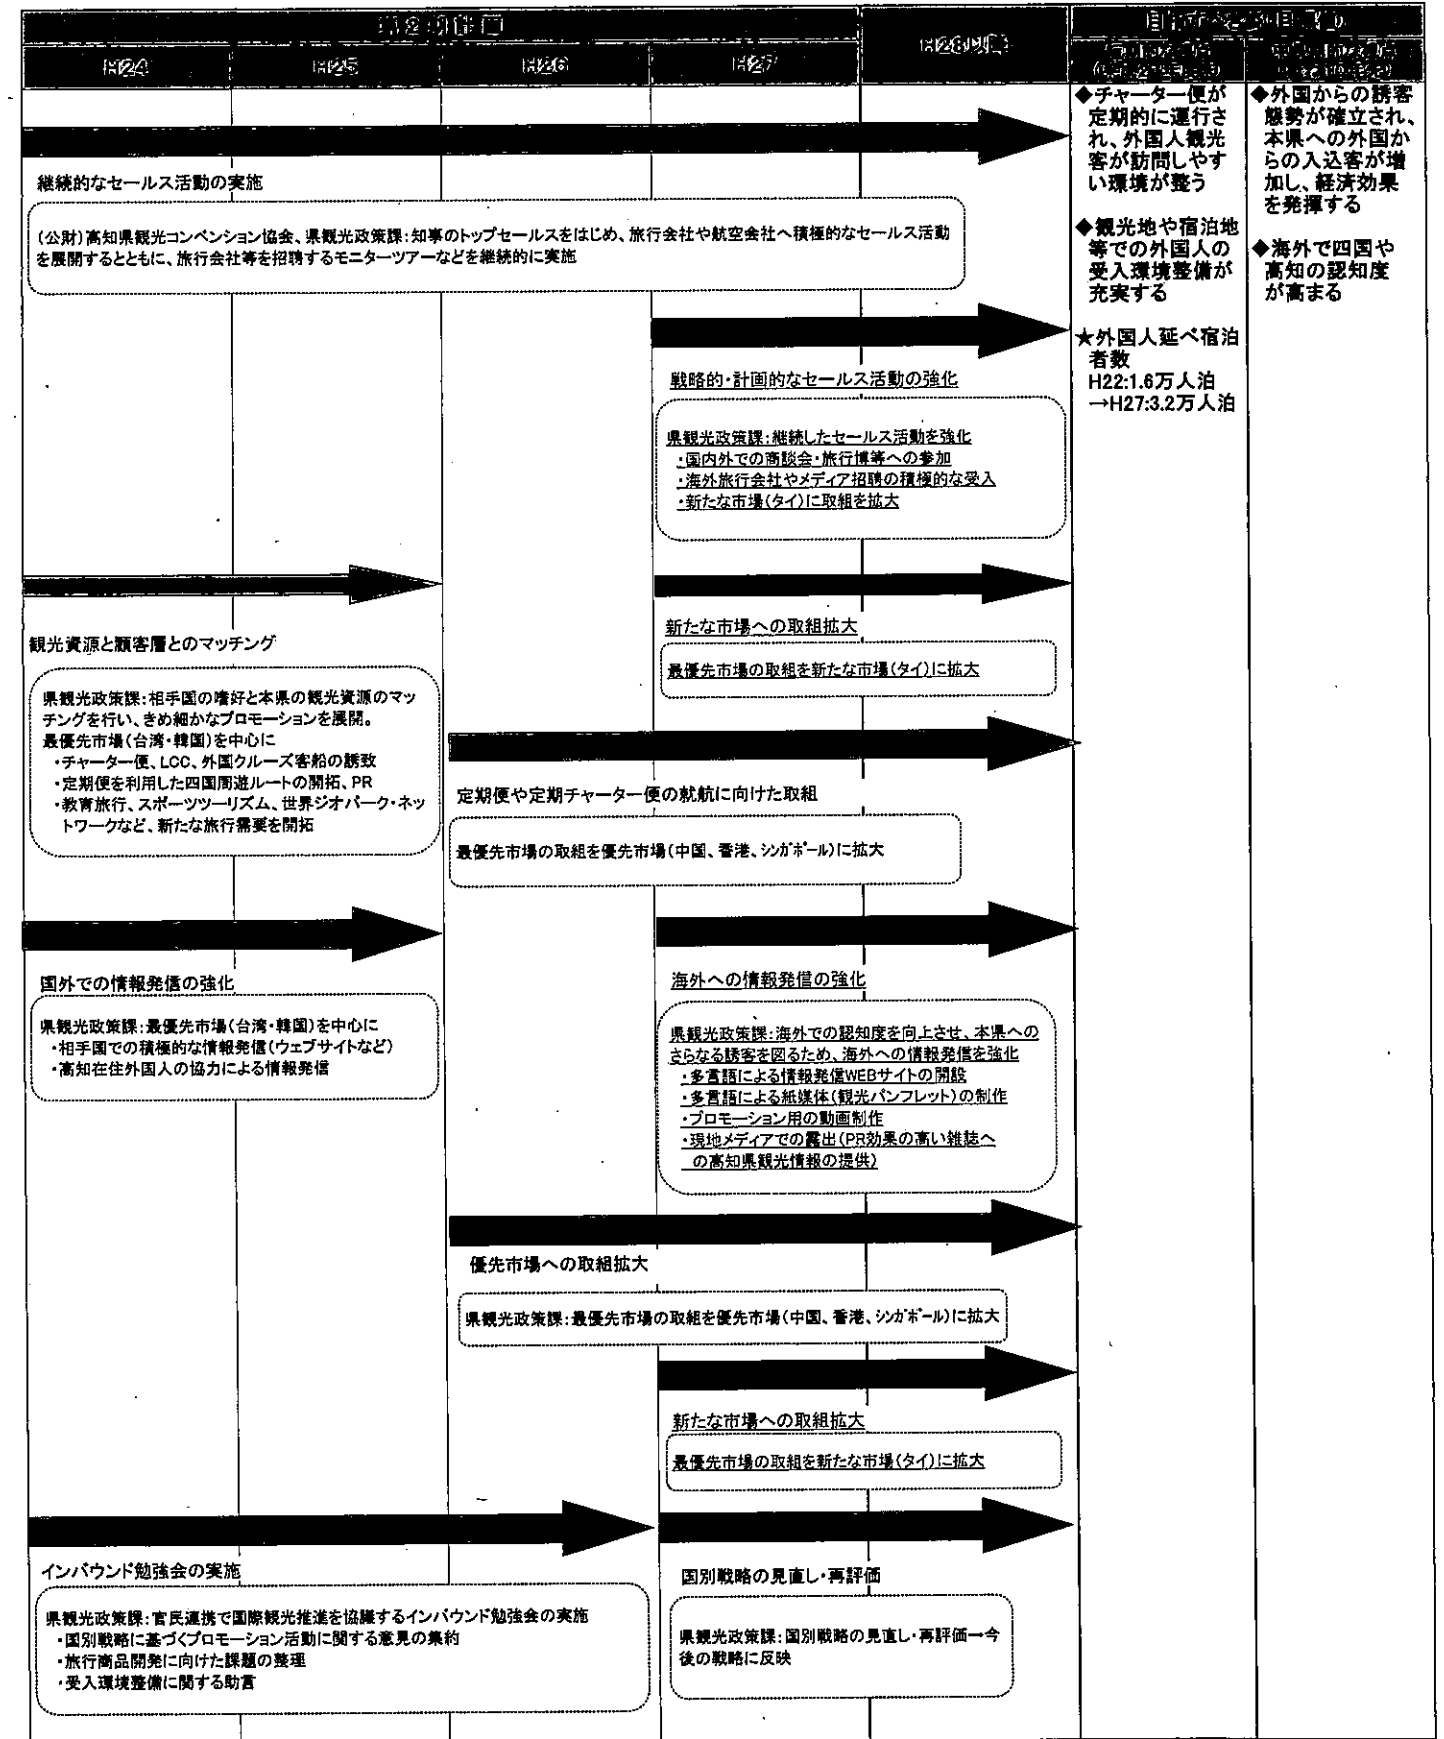 第2期計画
H24
H25
H26
H27
H28以降
継続的なセールス活動の実施
(公財)高知県観光コンベンション協会、県観光政策課:知事のトップセールスをはじめ、旅行会社や航空会社へ積極的なセールス活動
を展開するとともに、旅行会社等を招聘するモニターツアーなどを継続的に実施
戦略的・計画的なセールス活動の強化
県観光政策課:継続したセールス活動を強化
・国内外での商談会・旅行博等への参加
・海外旅行会社やメディア招聘の積極的な受入
・新たな市場(タイ)に取組を拡大
観光資源と顧客層とのマッチング
県観光政策課:相手国の嗜好と本県の観光資源のマッ
チングを行い、きめ細かなプロモーションを展開。
最優先市場(台湾・韓国)を中心に
・チャーター便、LCC、外国クルーズ客船の誘致
・定期便を利用した四国周遊ルートの開拓、PR
・教育旅行、スポーツツーリズム、世界ジオパーク・ネッ
トワークなど、新たな旅行需要を開拓
新たな市場への取組拡大
最優先市場の取組を新たな市場(タイ)に拡大
定期便や定期チャーター便の就航に向けた取組
最優先市場の取組を優先市場(中国、香港、シンガポール)に拡大
国外での情報発信の強化
県観光政策課:最優先市場(台湾・韓国)を中心に
・相手国での積極的な情報発信(ウェブサイトなど)
・高知在住外国人の協力による情報発信
海外への情報発信の強化
県観光政策課:海外での認知度を向上させ、本県への
さらなる誘客を図るため、海外への情報発信を強化
・多言語による情報発信WEBサイトの開設
・多言語による紙媒体(観光パンフレット)の制作
・プロモーション用の動画制作
・現地メディアでの露出(PR効果の高い雑誌へ
の高知県観光情報の提供)
優先市場への取組拡大
県観光政策課:最優先市場の取組を優先市場(中国、香港、シンガポール)に拡大
新たな市場への取組拡大
最優先市場の取組を新たな市場(タイ)に拡大
インバウンド勉強会の実施
県観光政策課:官民連携で国際観光推進を協議するインバウンド勉強会の実施
・国別戦略に基づくプロモーション活動に関する意見の集約
・旅行商品開発に向けた課題の整理
・受入環境整備に関する助言
国別戦略の見直し・再評価
県観光政策課:国別戦略の見直し・再評価→今
後の戦略に反映
◆チャーター便が
定期的に運行さ
れ、外国人観光
客が訪問しやす
い環境が整う
◆観光地や宿泊地
等での外国人の
受入環境整備が
充実する
★外国人延べ宿泊
者数
H22:1.6万人泊
→H27:3.2万人泊
◆外国からの誘客
態勢が確立され、
本県への外国か
らの入込客が増
加し、経済効果
を発揮する
◆海外で四国や
高知の認知度
が高まる